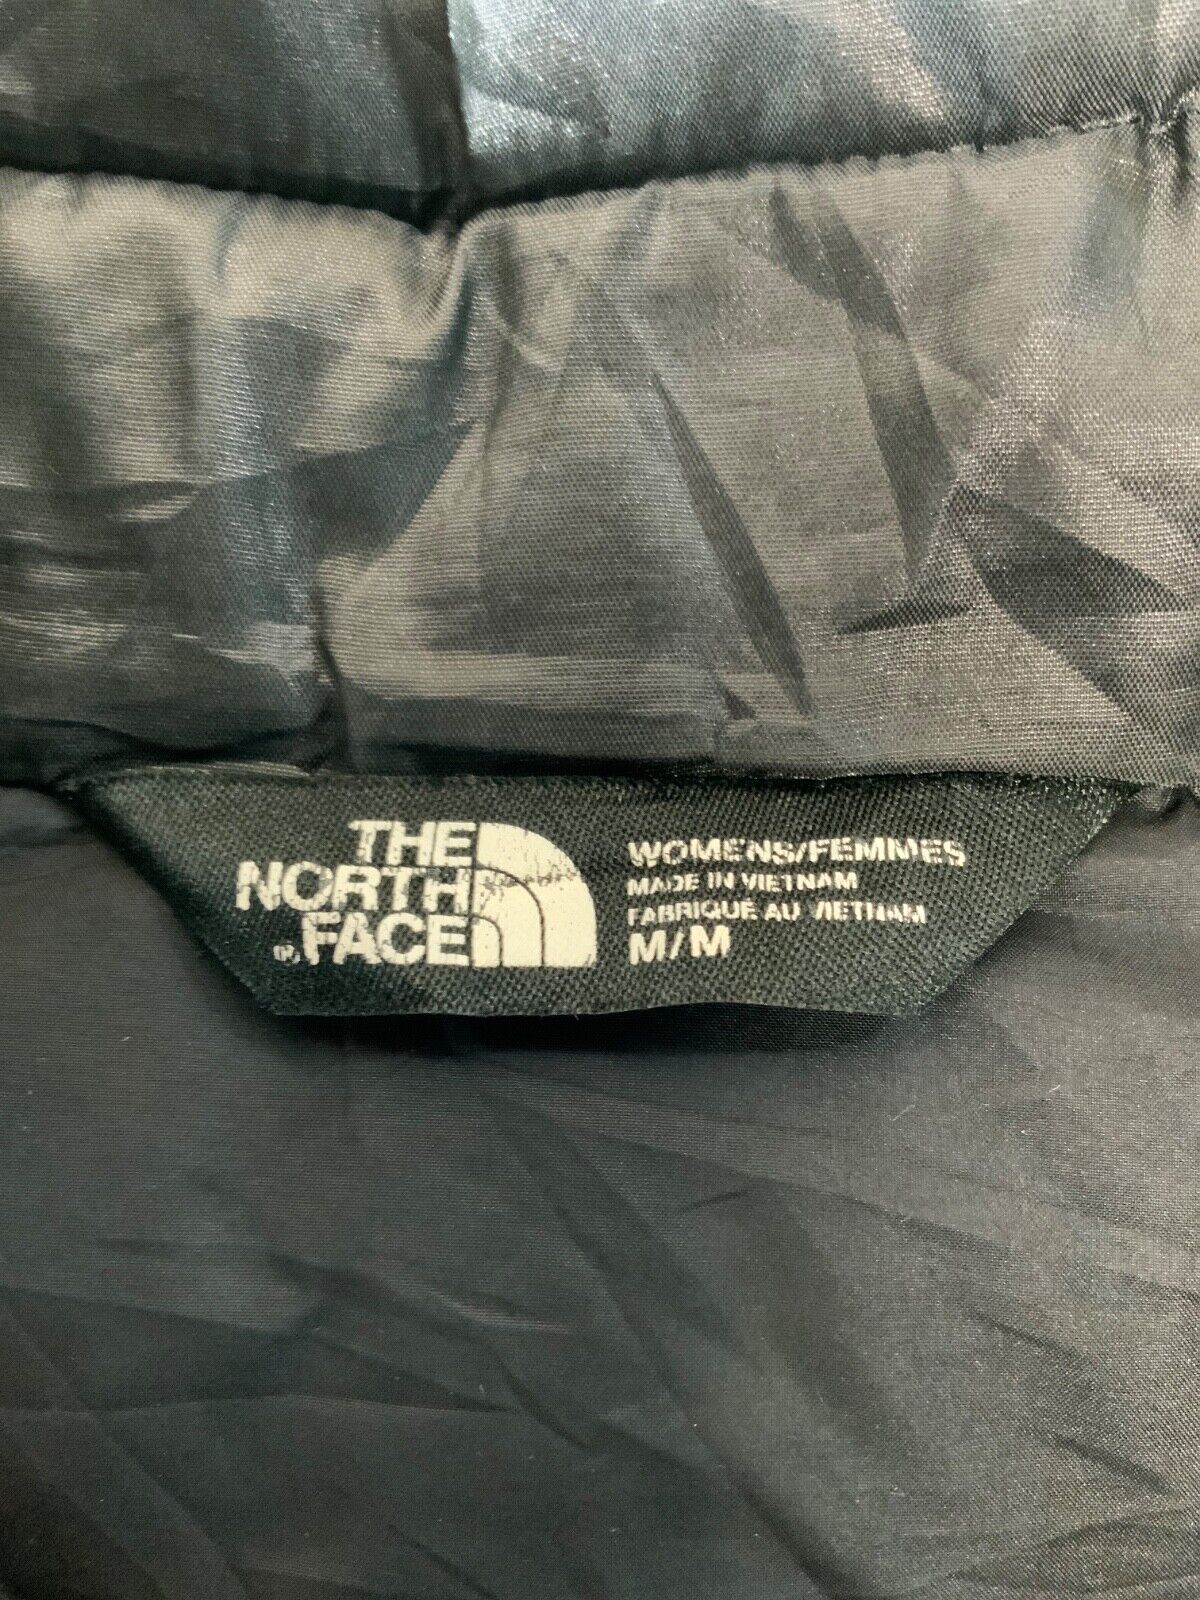 THE
NORTH
FACE®
WOMENS/FEMMES
MADE IN VIETNAM
FABRIQUE AU VIETNAM
M/M